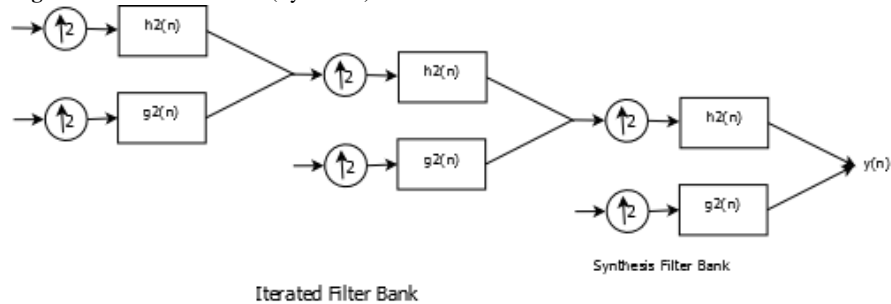 2
h2(n)
2
g2(n)
2
h2(n)
2
g2(n)
2
h2(n)
2
g2(n)
y(n)
Synthesis Filter Bank
Iterated Filter Bank